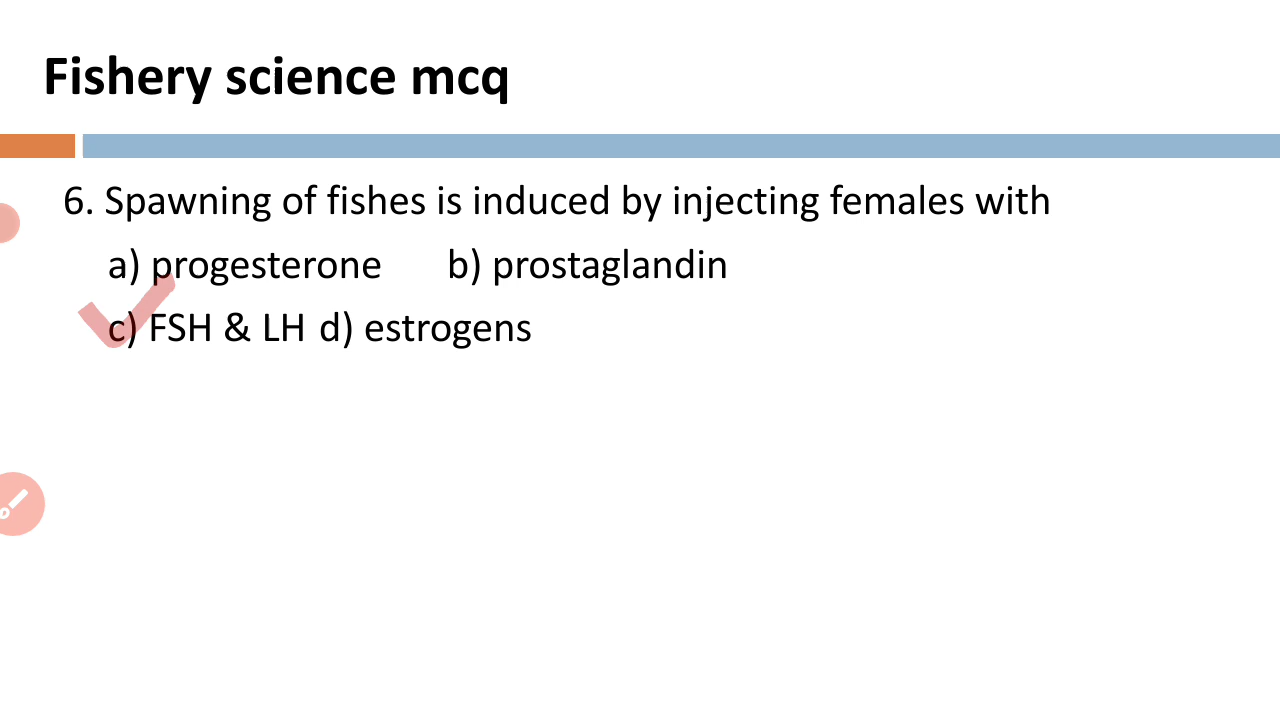 Fishery science mcq
6. Spawning of fishes is induced by injecting females with
a) progesterone b) prostaglandin
c) FSH & LH d) estrogens